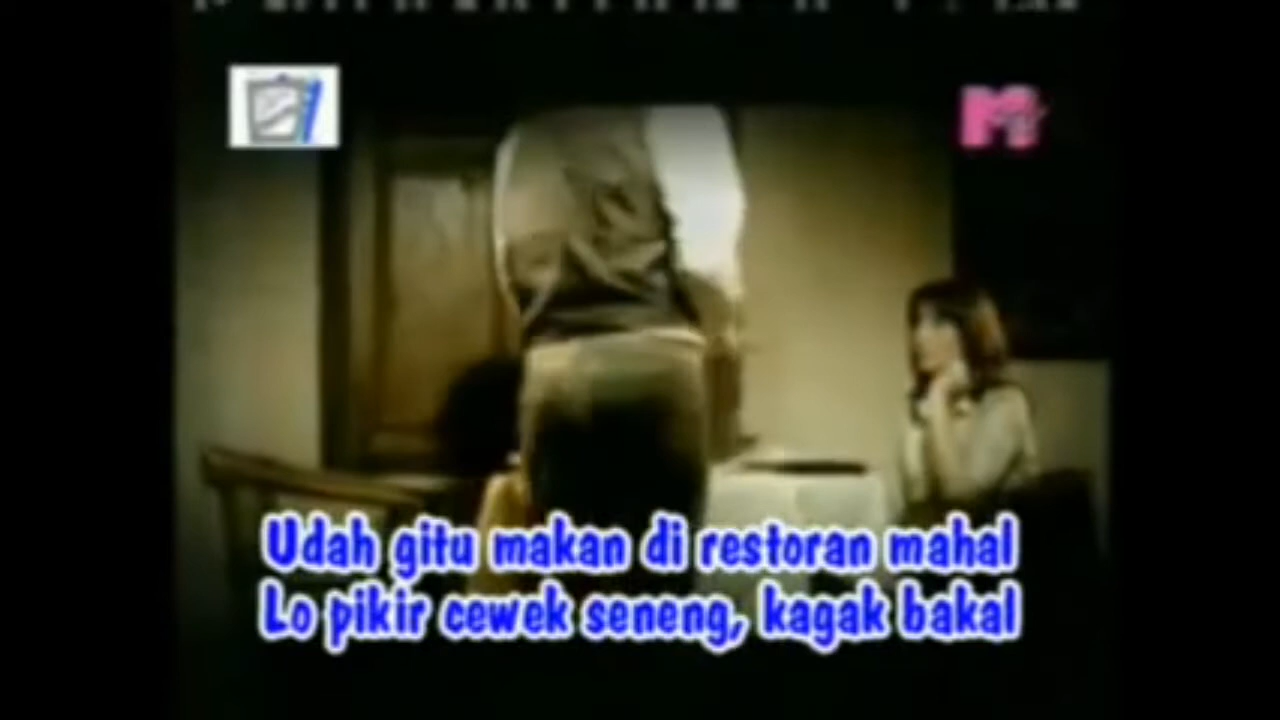 Udah gitu makan di restoran mahal
Lo pikir cewek seneng, kagak bakal